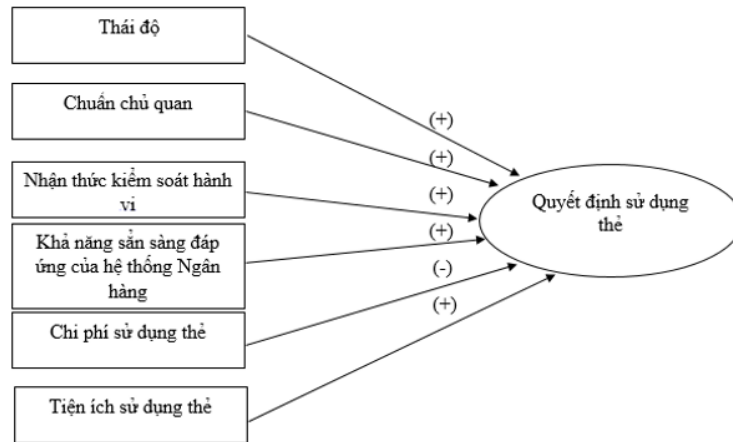 Thái độ
Chuẩn chủ quan
Nhận thức kiểm soát hành
vi
Khả năng sẵn sàng đáp
ứng của hệ thống Ngân
hàng
Chi phí sử dụng thẻ
Tiện ích sử dụng thẻ
(+)
(+)
(+)
(+)
(-)
(+)
Quyết định sử dụng
thẻ